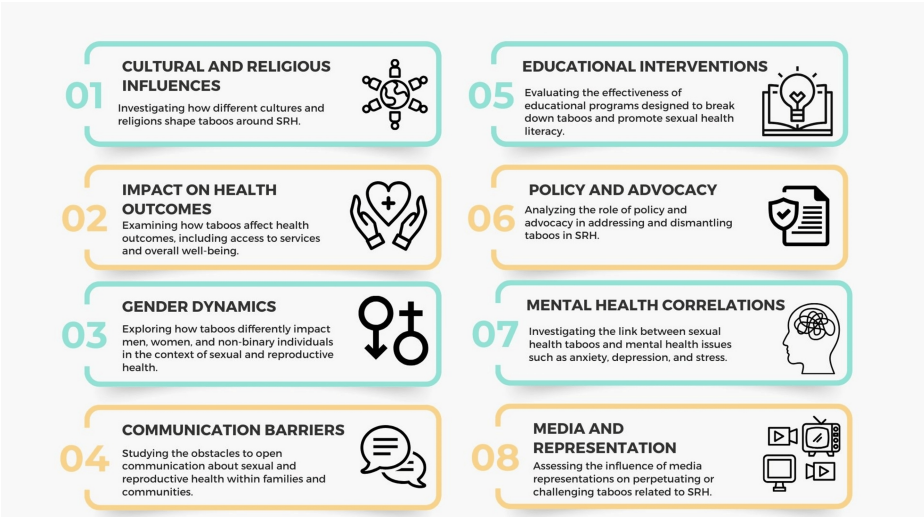 01
CULTURAL AND RELIGIOUS
INFLUENCES
Investigating how different cultures and
religions shape taboos around SRH.
02
IMPACT ON HEALTH
OUTCOMES
Examining how taboos affect health
outcomes, including access to services
and overall well-being.
03
GENDER DYNAMICS
Exploring how taboos differently impact
men, women, and non-binary individuals
in the context of sexual and reproductive
health.
04
COMMUNICATION BARRIERS
Studying the obstacles to open
communication about sexual and
reproductive health within families and
communities.
05
EDUCATIONAL INTERVENTIONS
Evaluating the effectiveness of
educational programs designed to break
down taboos and promote sexual health
literacy.
06
POLICY AND ADVOCACY
Analyzing the role of policy and
advocacy in addressing and dismantling
taboos in SRH.
07
MENTAL HEALTH CORRELATIONS
Investigating the link between sexual
health taboos and mental health issues
such as anxiety, depression, and stress.
08
MEDIA AND
REPRESENTATION
Assessing the influence of media
representations on perpetuating or
challenging taboos related to SRH.